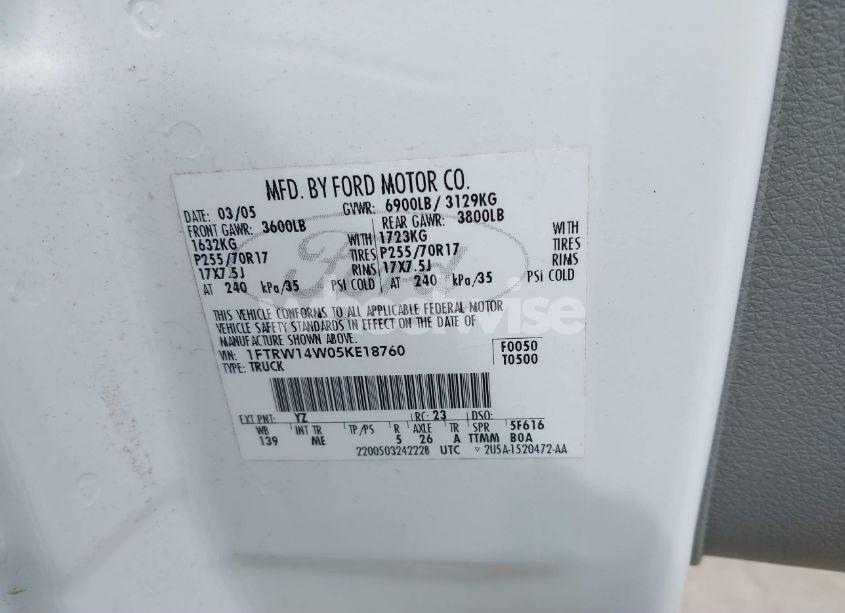 MFD. BY FORD MOTOR CO.
DATE: 03/05 GVWR: 6900LB/ 3129KG
FRONT GAWR: 3600LB REAR GAWR: 3800LB
1632KG WITH 1723KG WITH
P255/70R17 TIRES P255/70R17 TIRES
17X7.5J RIMS 17X7.5J RIMS
AT 240 kPa/35 PSI COLD AT 240 kPa/35 PSI COLD
Ford
wheelwise
THIS VEHICLE CONFORMS TO ALL APPLICABLE FEDERAL MOTOR
VEHICLE SAFETY STANDARDS IN EFFECT ON THE DATE OF
MANUFACTURE SHOWN ABOVE.
VIN: 1FTRW14W05KE18760 F0050
TYPE: TRUCK T0500
EXT PNT: YZ RC: 23 DSO:
WB INT TR TP/PS R AXLE TR SPR 5F616
139 ME 5 26 A TTMM BOA
2200503242228 UTC ▽ 2U5A-1520472-AA